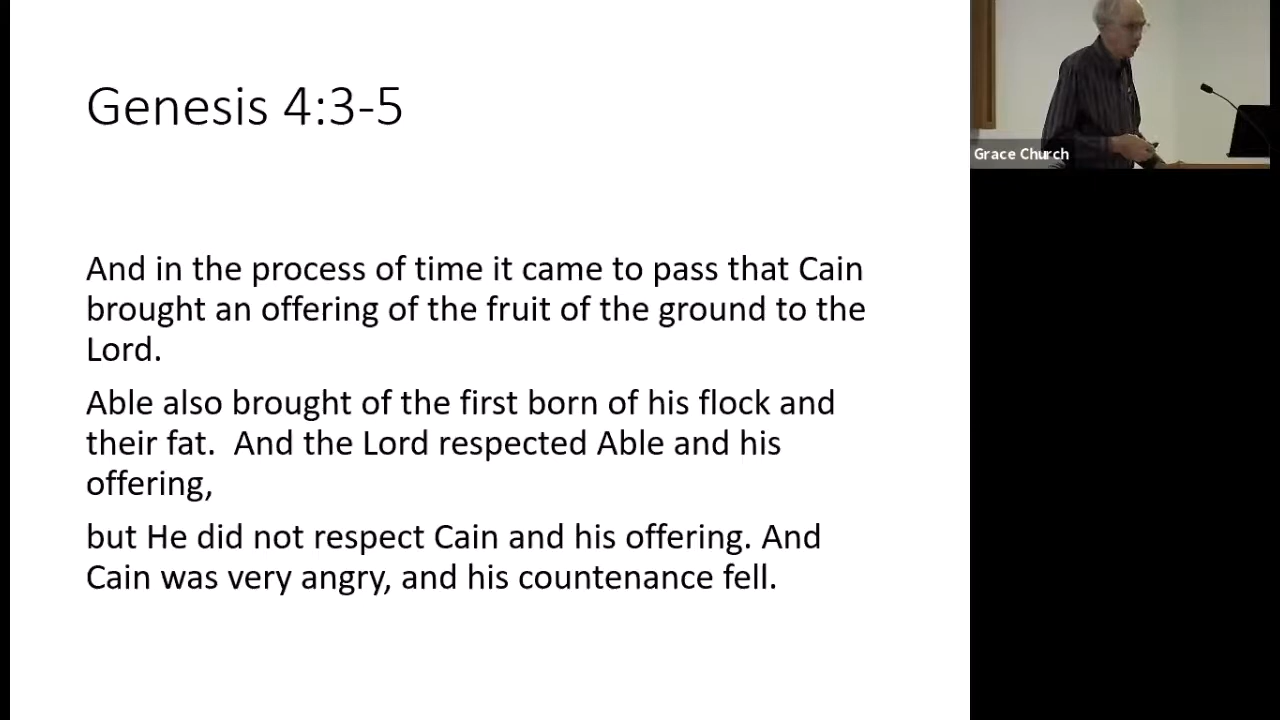 Genesis 4:3-5
And in the process of time it came to pass that Cain
brought an offering of the fruit of the ground to the
Lord.
Able also brought of the first born of his flock and
their fat.  And the Lord respected Able and his
offering,
but He did not respect Cain and his offering. And
Cain was very angry, and his countenance fell.
Grace Church